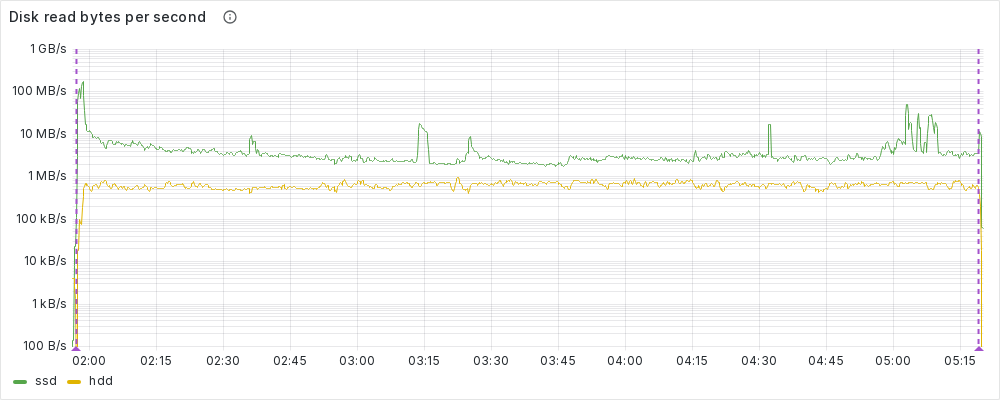 Disk read bytes per second
1 GB/s
100 MB/s
10 MB/s
1 MB/s
100 kB/s
10 kB/s
1 kB/s
100 B/s
02:00 02:15 02:30 02:45 03:00 03:15 03:30 03:45 04:00 04:15 04:30 04:45 05:00 05:15
ssd hdd